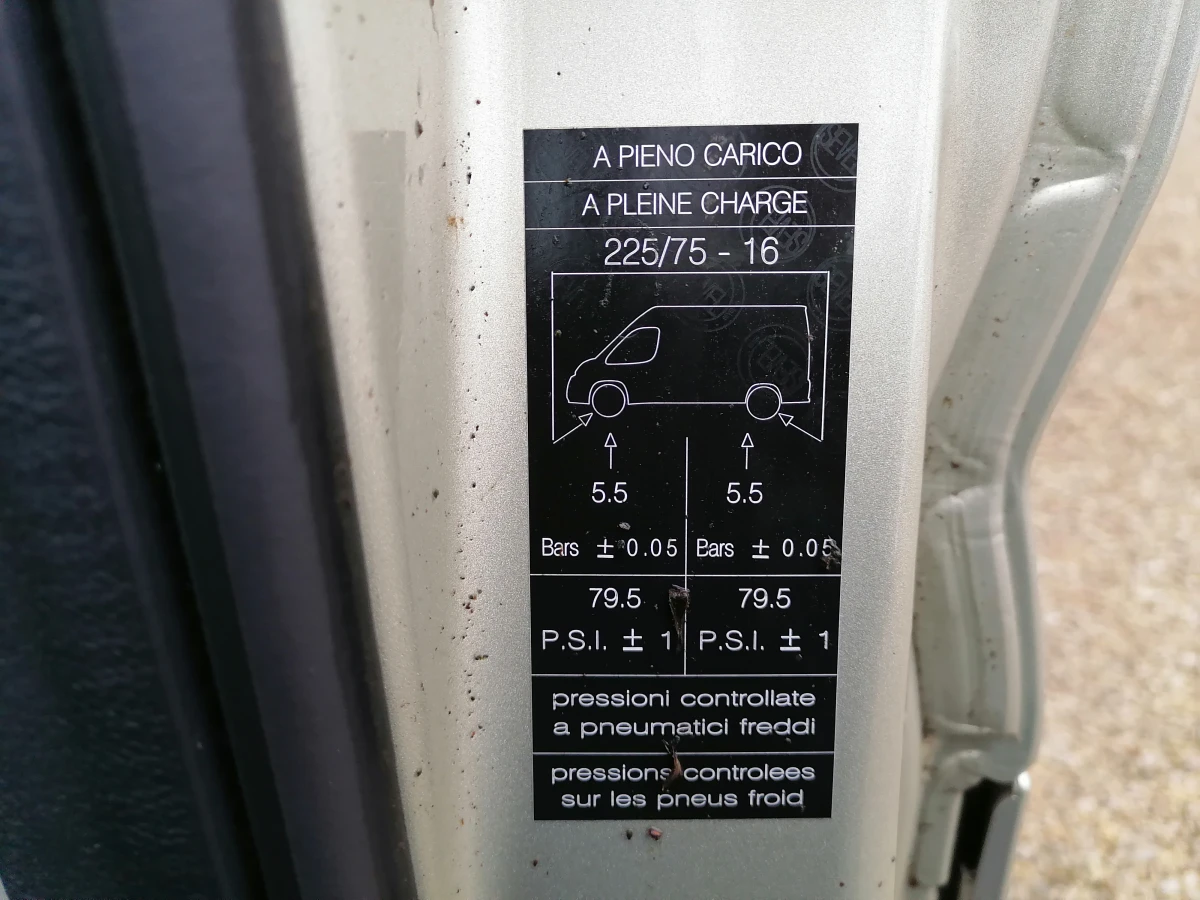 A PIENO CARICO
A PLEINE CHARGE
225/75 - 16
5.5 5.5
Bars ± 0.05 Bars ± 0.05
79.5 79.5
P.S.I. ± 1 P.S.I. ± 1
pressioni controllate
a pneumatici freddi
pressions controlees
sur les pneus froid